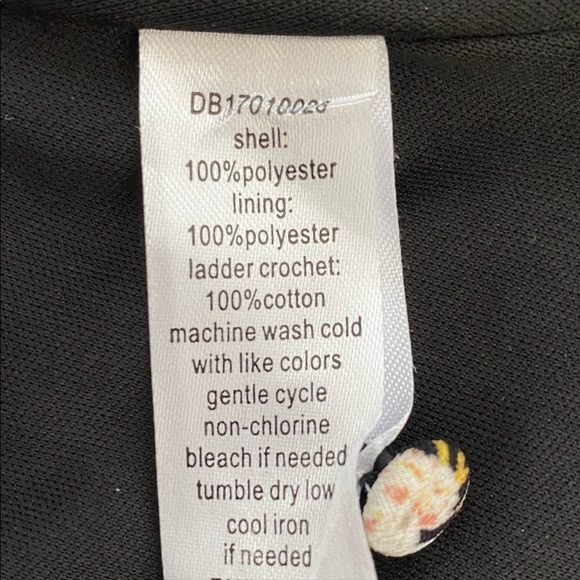 shell:
100%polyester
lining:
100%polyester
ladder crochet:
100%cotton
machine wash cold
with like colors
gentle cycle
non-chlorine
bleach if needed
tumble dry low
cool iron
if needed